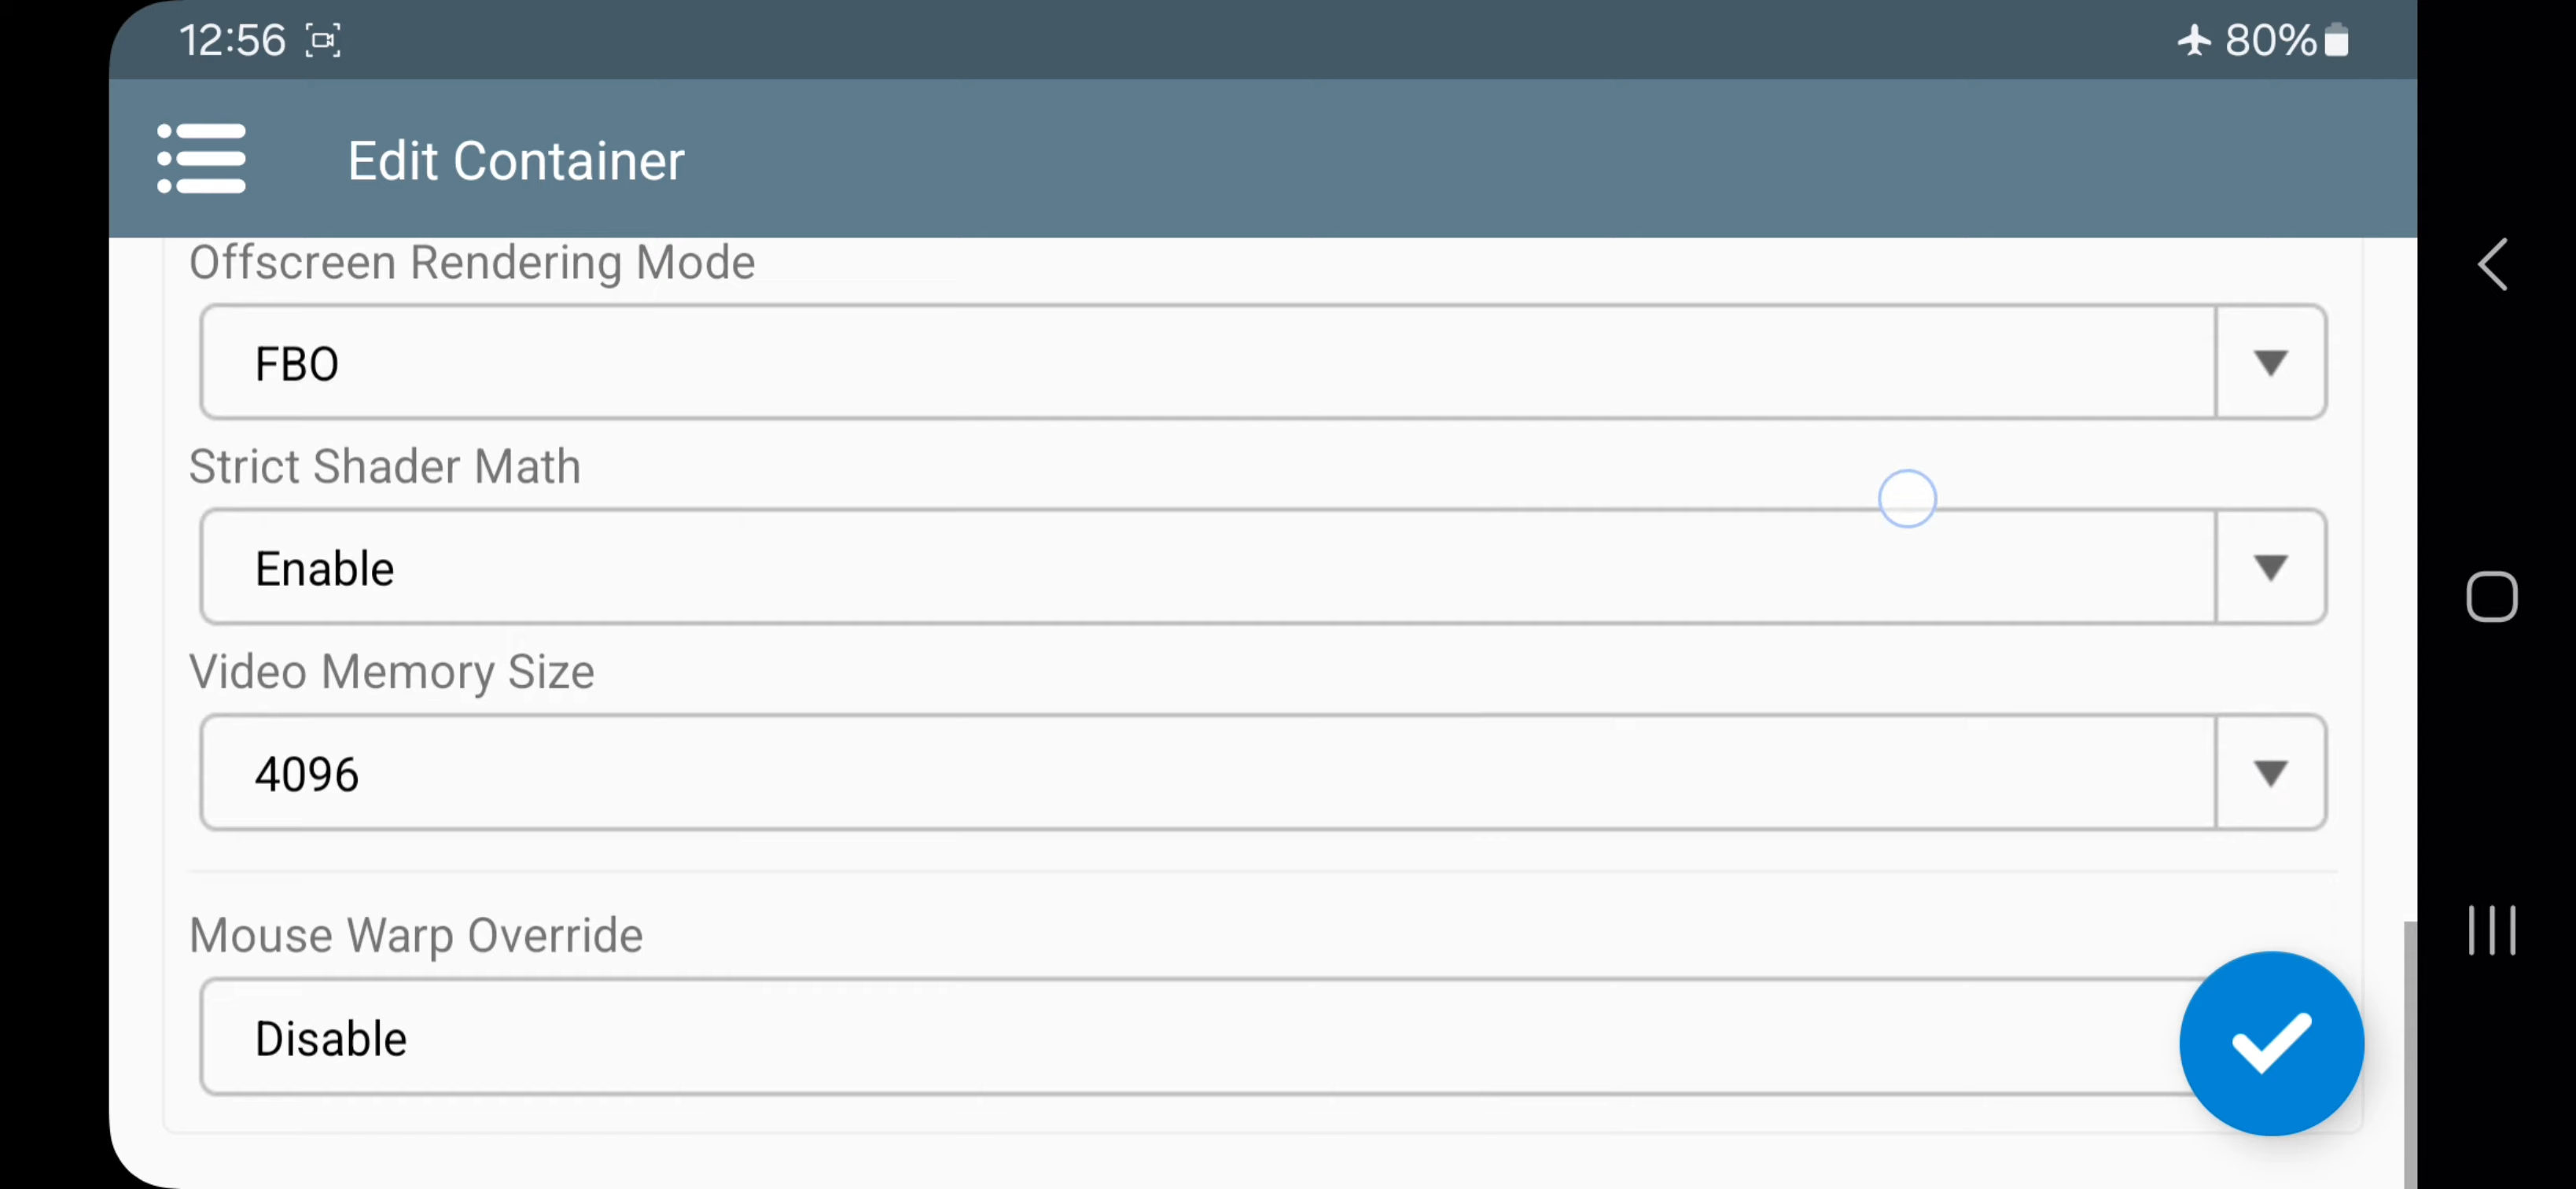 12:56
80%
Edit Container
Offscreen Rendering Mode
FBO
Strict Shader Math
Enable
Video Memory Size
4096
Mouse Warp Override
Disable